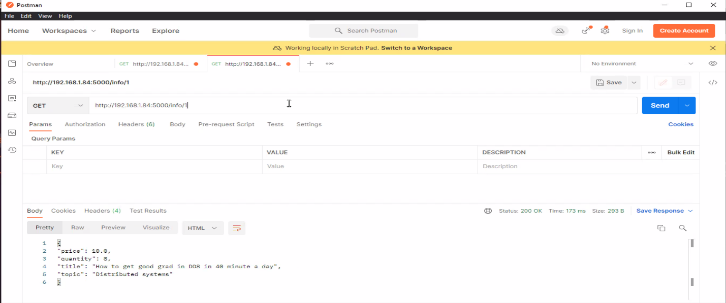 Postman
File Edit View Help
Home Workspaces Reports Explore Search Postman Sign In Create Account
Working locally in Scratch Pad. Switch to a Workspace
Overview GET http://192.168.1.84... GET http://192.168.1.84... No Environment
http://192.168.1.84:5000/info/1 Save
GET http://192.168.1.84:5000/info/1 Send
Params Authorization Headers (6) Body Pre-request Script Tests Settings Cookies
Query Params
KEY VALUE DESCRIPTION Bulk Edit
Key Value Description
Body Cookies Headers (4) Test Results Status: 200 OK Time: 173 ms Size: 293 B Save Response
Pretty Raw Preview Visualize HTML
1 {
2 "price": 10.0,
3 "quantity": 6,
4 "title": "How to get good grad in DOS in 40 minute a day",
5 "topic": "Distributed systems"
6 }